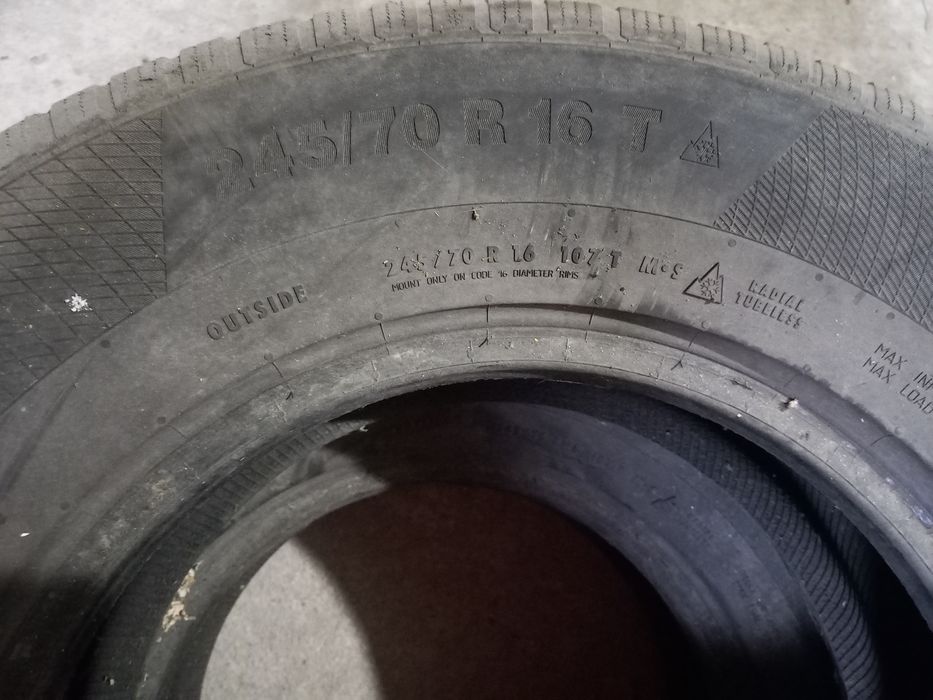 245/70 R 16 T
245/70 R 16 107 T M+S
MOUNT ONLY ON CODE 16 DIAMETER RIMS
OUTSIDE
RADIAL
TUBELESS
MAX
MAX LOAD